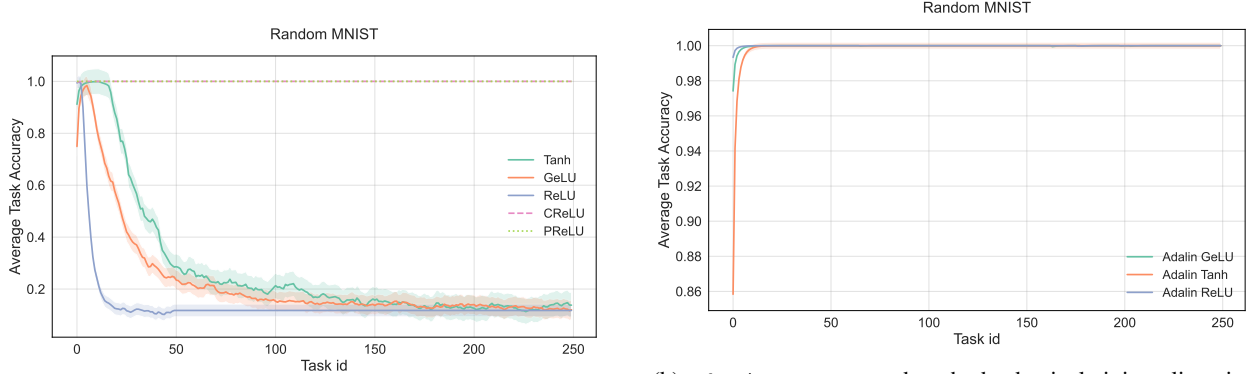 Random MNIST
Average Task Accuracy
1.0
0.8
0.6
0.4
0.2
0
50
100
150
200
250
Task id
Tanh
GeLU
ReLU
CReLU
PReLU
Random MNIST
Average Task Accuracy
1.00
0.98
0.96
0.94
0.92
0.90
0.88
0.86
0
50
100
150
200
250
Task id
Adalin GeLU
Adalin Tanh
Adalin ReLU